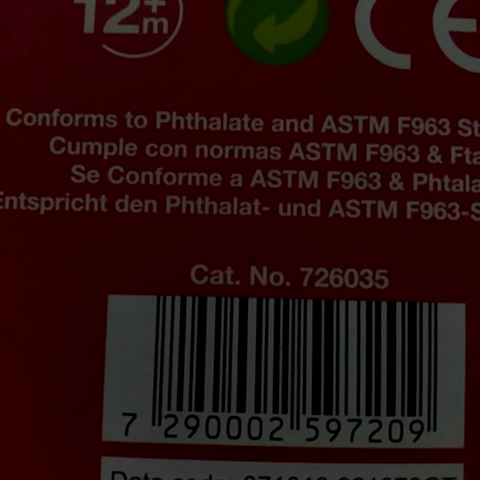 12+m
CE
Conforms to Phthalate and ASTM F963
Cumple con normas ASTM F963 &
Se Conforme a ASTM F963 &
Entspricht den Phthalat- und ASTM
Cat. No. 726035
7 290002 597209